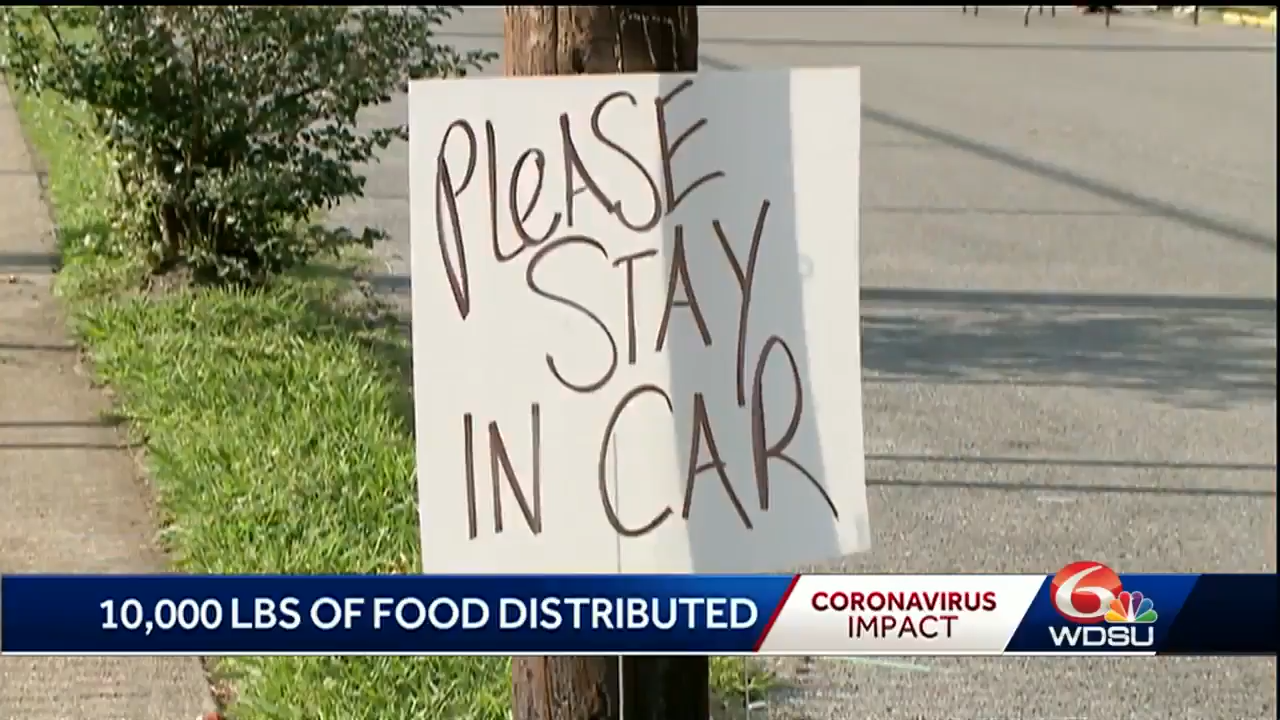 PLeASE
STAY
IN CAR
10,000 LBS OF FOOD DISTRIBUTED
CORONAVIRUS
IMPACT
6
WDSU